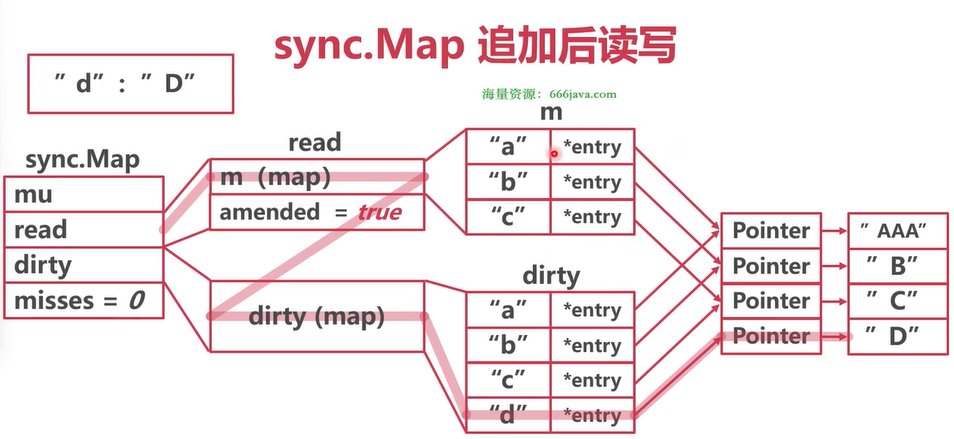 sync.Map 追加后读写
”d”：”D”
海量资源：666java.com
sync.Map
mu
read
dirty
misses = 0
read
m（map）
amended = true
dirty (map)
m
“a” *entry
“b” *entry
“c” *entry
dirty
“a” *entry
“b” *entry
“c” *entry
“d” *entry
Pointer ”AAA”
Pointer ”B”
Pointer ”C”
Pointer ”D”